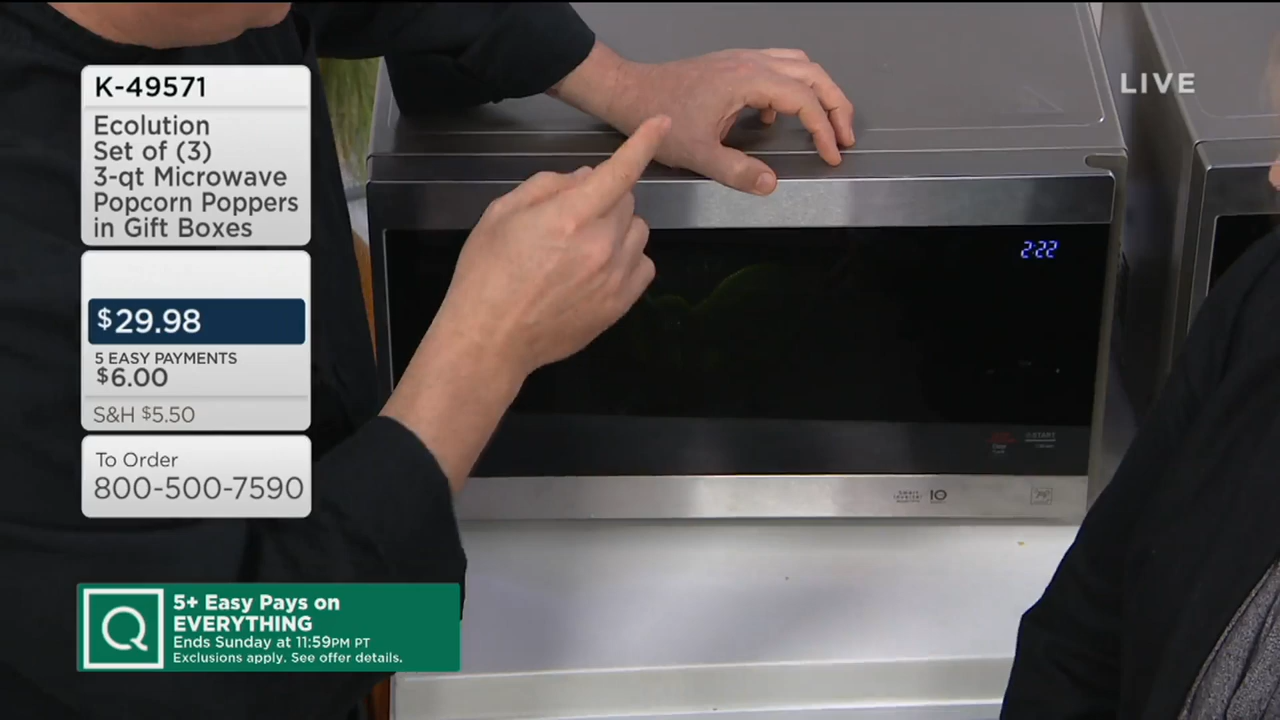 K-49571
Ecolution
Set of (3)
3-qt Microwave
Popcorn Poppers
in Gift Boxes
$29.98
5 EASY PAYMENTS
$6.00
S&H $5.50
To Order
800-500-7590
Q
5+ Easy Pays on
EVERYTHING
Ends Sunday at 11:59PM PT
Exclusions apply. See offer details.
LIVE
2:22
START
10